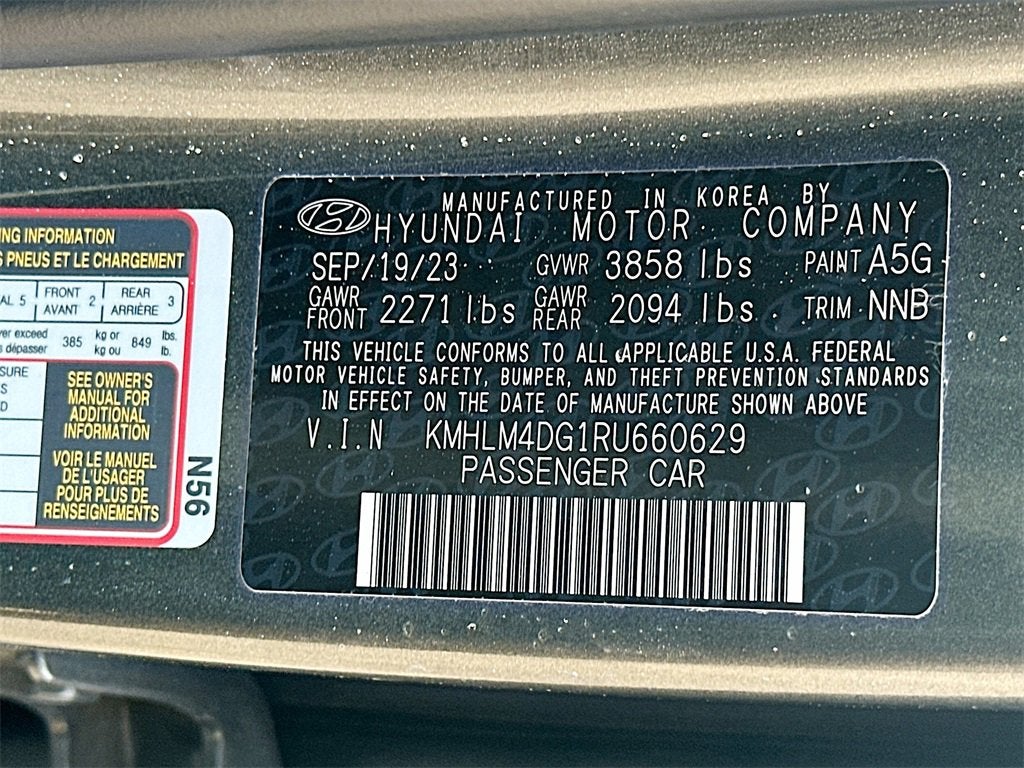 MANUFACTURED IN KOREA BY
HYUNDAI MOTOR COMPANY
SEP/19/23 GVWR 3858 lbs PAINT A5G
GAWR FRONT 2271 lbs GAWR REAR 2094 lbs TRIM NNB
THIS VEHICLE CONFORMS TO ALL APPLICABLE U.S.A. FEDERAL
MOTOR VEHICLE SAFETY, BUMPER, AND THEFT PREVENTION STANDARDS
IN EFFECT ON THE DATE OF MANUFACTURE SHOWN ABOVE
V.I.N KMHLM4DG1RU660629
PASSENGER CAR
INFORMATION
PNEUS ET LE CHARGEMENT
5 FRONT 2 REAR 3
AVANT ARRIÈRE
exceed 385 kg or 849 lbs.
dépasser kg ou lb.
SEE OWNER'S
MANUAL FOR
ADDITIONAL
INFORMATION
VOIR LE MANUEL
DE L'USAGER
POUR PLUS DE
RENSEIGNEMENTS
N56